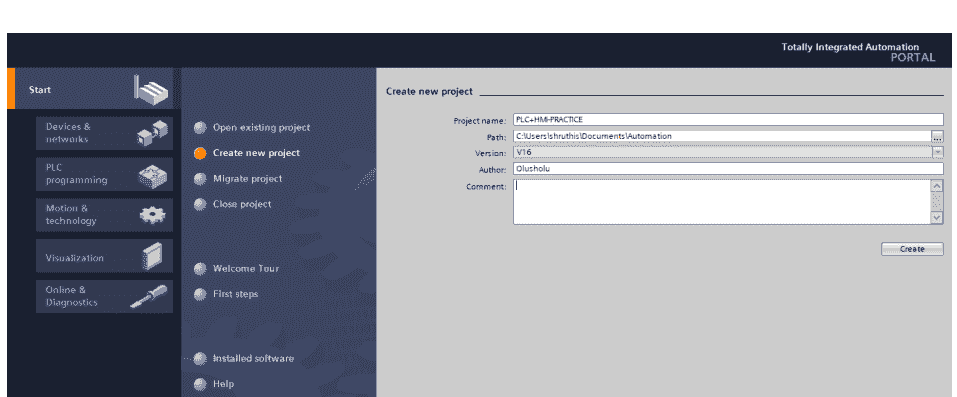 Totally Integrated Automation
PORTAL
Start
Devices &
networks
PLC
programming
Motion &
technology
Visualization
Online &
Diagnostics
Open existing project
Create new project
Migrate project
Close project
Welcome Tour
First steps
Installed software
Help
Create new project
Project name: PLC+HMI-PRACTICE
Path: C:\Users\shruthis\Documents\Automation
...
Version: V16
Author: Olusholu
Comment:
Create